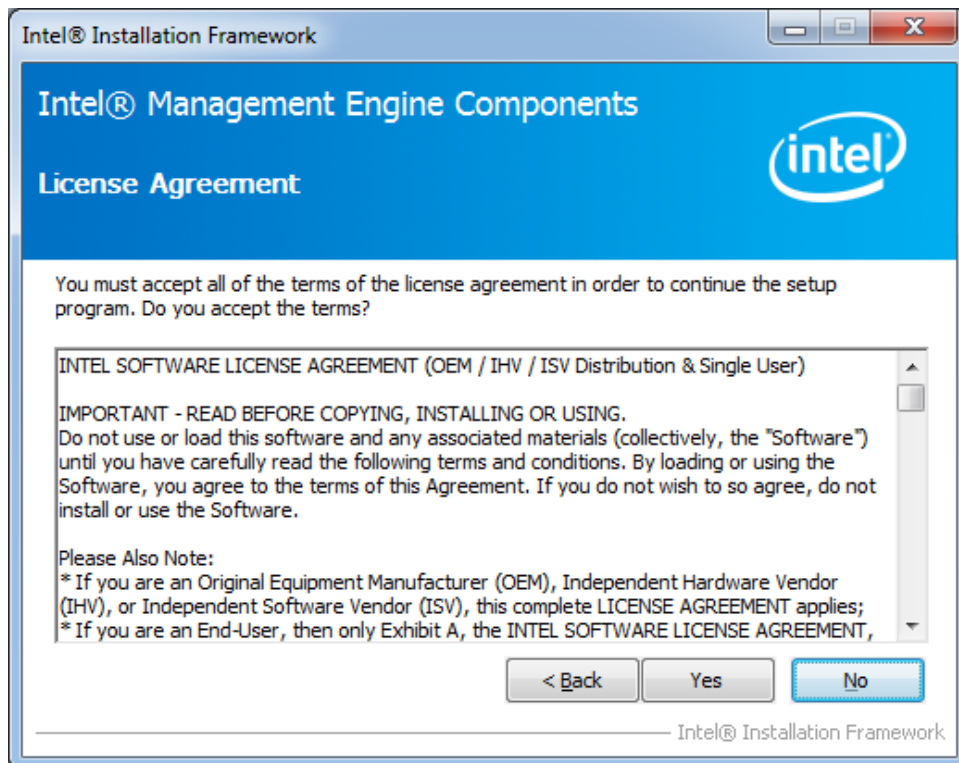 Intel® Installation Framework
Intel® Management Engine Components
intel®
License Agreement
You must accept all of the terms of the license agreement in order to continue the setup
program. Do you accept the terms?
INTEL SOFTWARE LICENSE AGREEMENT (OEM / IHV / ISV Distribution & Single User)
IMPORTANT - READ BEFORE COPYING, INSTALLING OR USING.
Do not use or load this software and any associated materials (collectively, the "Software")
until you have carefully read the following terms and conditions. By loading or using the
Software, you agree to the terms of this Agreement. If you do not wish to so agree, do not
install or use the Software.
Please Also Note:
* If you are an Original Equipment Manufacturer (OEM), Independent Hardware Vendor
(IHV), or Independent Software Vendor (ISV), this complete LICENSE AGREEMENT applies;
* If you are an End-User, then only Exhibit A, the INTEL SOFTWARE LICENSE AGREEMENT,
< Back
Yes
No
Intel® Installation Framework